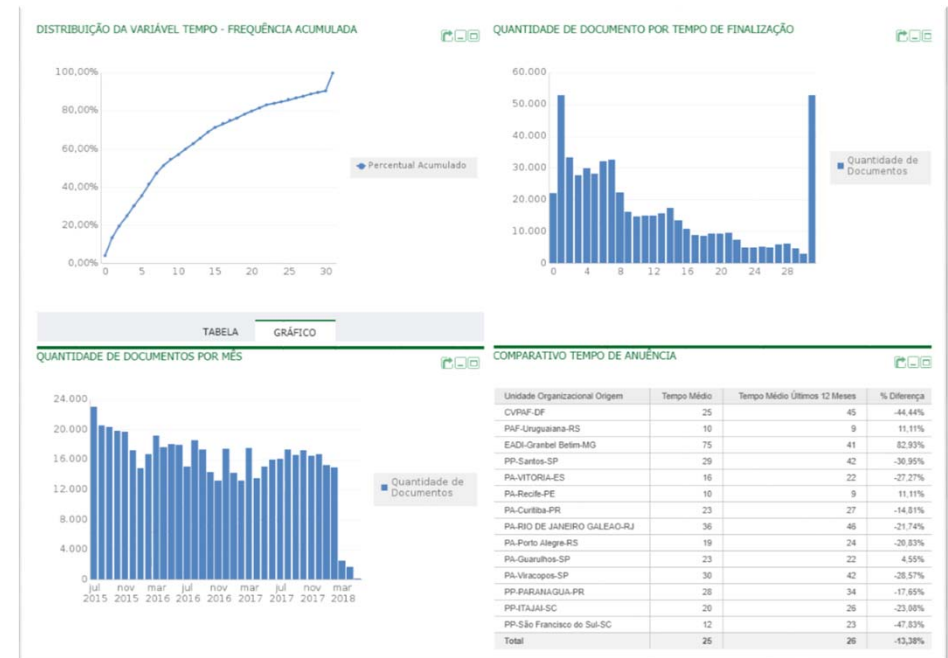 DISTRIBUIÇÃO DA VARIÁVEL TEMPO - FREQUÊNCIA ACUMULADA
100,00%
80,00%
60,00%
40,00%
20,00%
0,00%
0 5 10 15 20 25 30
Percentual Acumulado
TABELA GRÁFICO
QUANTIDADE DE DOCUMENTO POR TEMPO DE FINALIZAÇÃO
60.000
50.000
40.000
30.000
20.000
10.000
0
0 4 8 12 16 20 24 28
Quantidade de
Documentos
QUANTIDADE DE DOCUMENTOS POR MÊS
24.000
20.000
16.000
12.000
8.000
4.000
0
jul nov mar jul nov mar jul nov mar
2015 2015 2016 2016 2016 2017 2017 2017 2018
Quantidade de
Documentos
COMPARATIVO TEMPO DE ANUÊNCIA
Unidade Organizacional Origem Tempo Médio Tempo Médio Últimos 12 Meses % Diferença
CVPAF-DF 25 45 -44,44%
PAF-Uruguaiana-RS 10 9 11,11%
EADI-Granbel Betim-MG 75 41 82,93%
PP-Santos-SP 29 42 -30,95%
PA-VITORIA-ES 16 22 -27,27%
PA-Recife-PE 10 9 11,11%
PA-Curitiba-PR 23 27 -14,81%
PA-RIO DE JANEIRO GALEAO-RJ 36 46 -21,74%
PA-Porto Alegre-RS 19 24 -20,83%
PA-Guarulhos-SP 23 22 4,55%
PA-Viracopos-SP 30 42 -28,57%
PP-PARANAGUA-PR 28 34 -17,65%
PP-ITAJAI-SC 20 26 -23,08%
PP-São Francisco do Sul-SC 12 23 -47,83%
Total 25 26 -13,38%